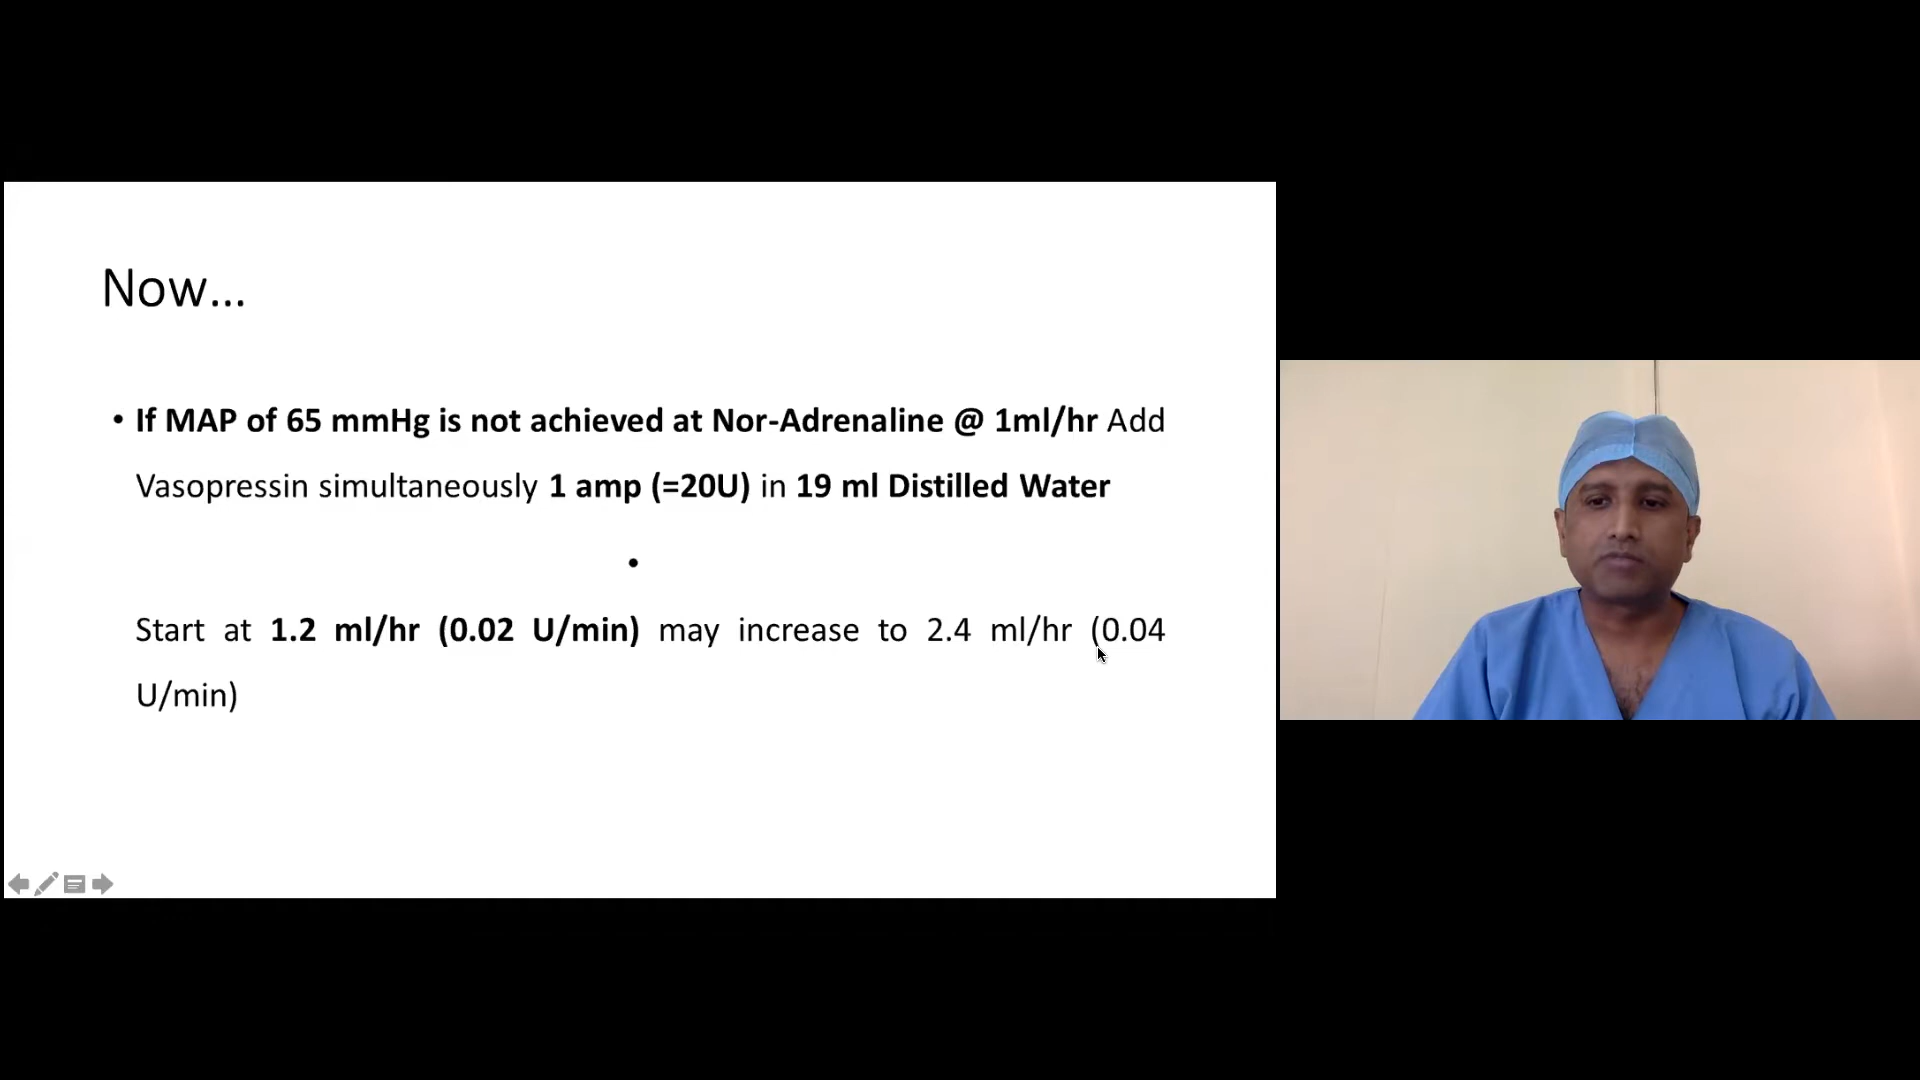 Now...
• If MAP of 65 mmHg is not achieved at Nor-Adrenaline @ 1ml/hr Add
Vasopressin simultaneously 1 amp (=20U) in 19 ml Distilled Water
•
Start at 1.2 ml/hr (0.02 U/min) may increase to 2.4 ml/hr (0.04
U/min)